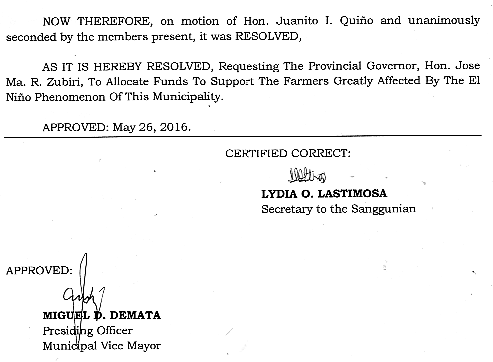 NOW THEREFORE, on motion of Hon. Juanito I. Quiño and unanimously
seconded by the members present, it was RESOLVED,
AS IT IS HEREBY RESOLVED, Requesting The Provincial Governor, Hon. Jose
Ma. R. Zubiri, To Allocate Funds To Support The Farmers Greatly Affected By The El
Niño Phenomenon Of This Municipality.
APPROVED: May 26, 2016.
CERTIFIED CORRECT:
LYDIA O. LASTIMOSA
Secretary to the Sanggunian
APPROVED:
MIGUEL D. DEMATA
Presiding Officer
Municipal Vice Mayor